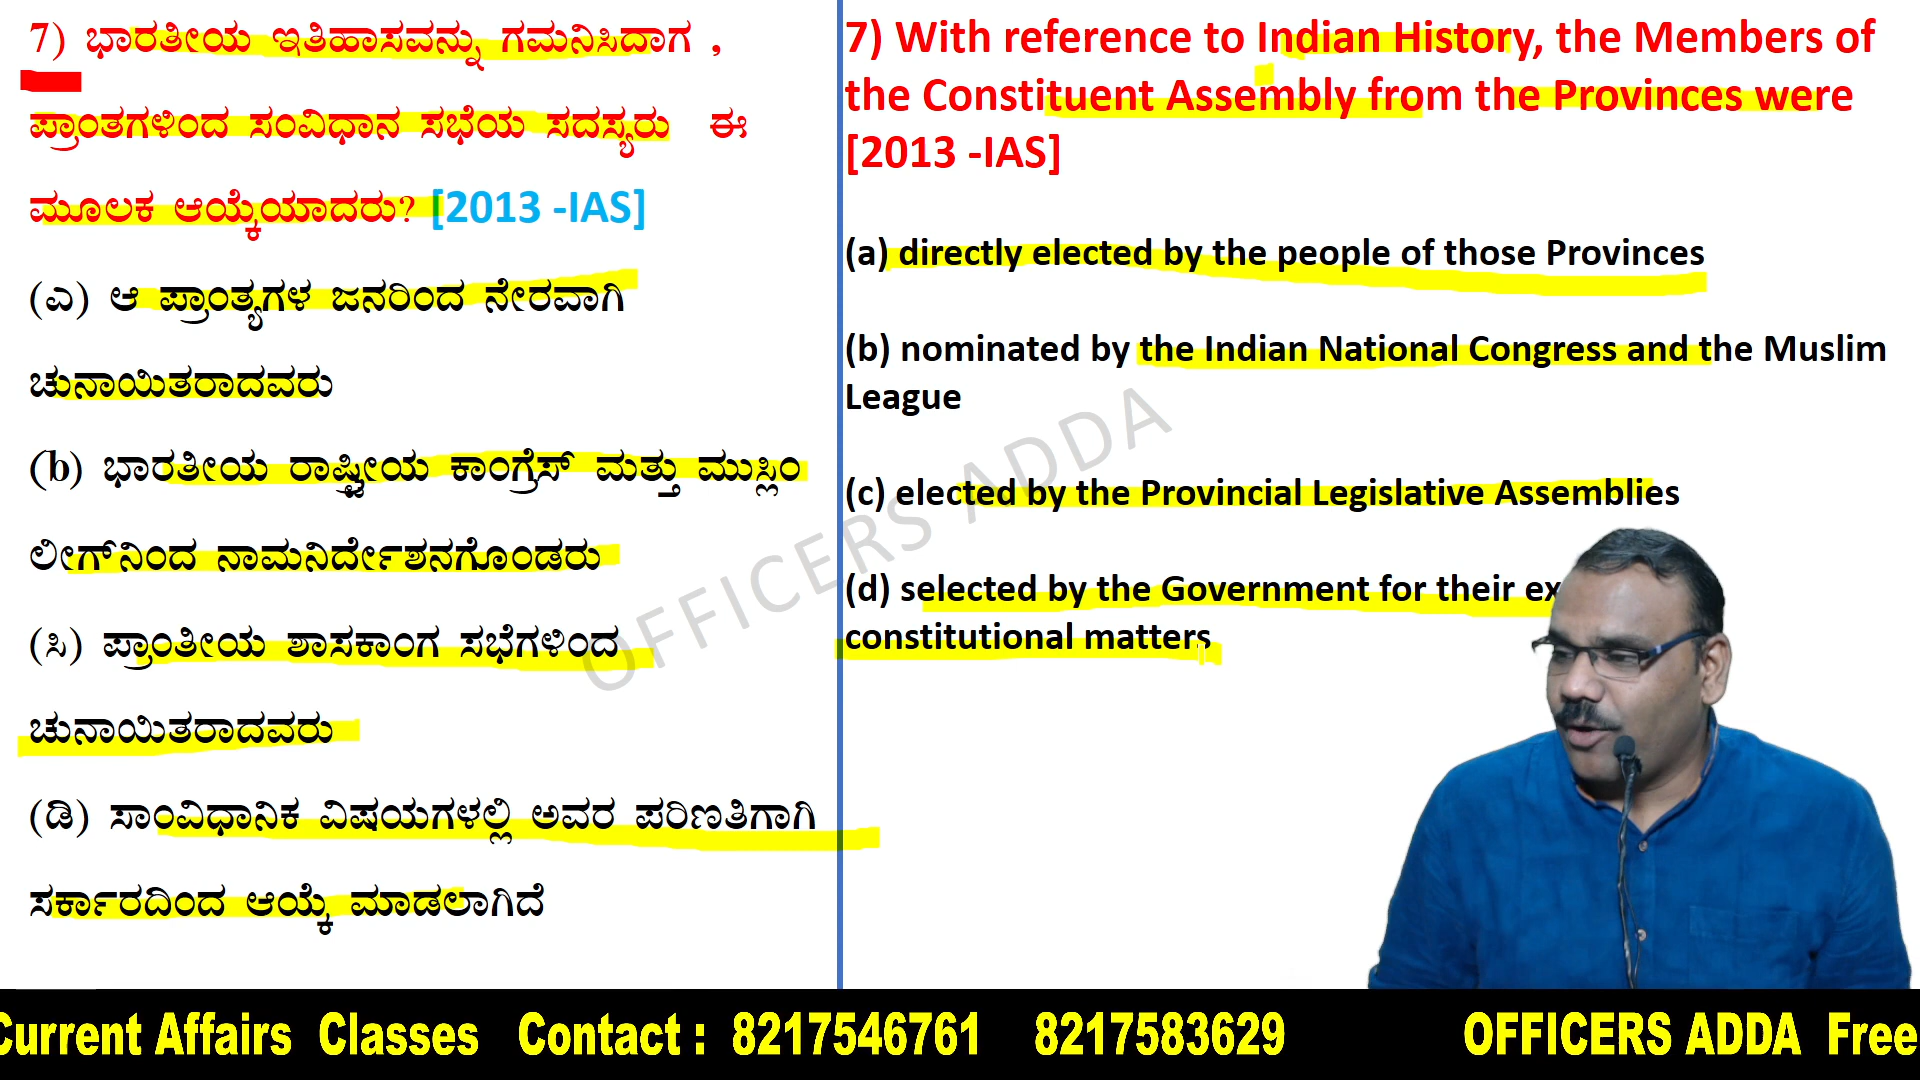 7) ಭಾರತೀಯ ಇತಿಹಾಸವನ್ನು ಗಮನಿಸಿದಾಗ ,
ಪ್ರಾಂತಗಳಿಂದ ಸಂವಿಧಾನ ಸಭೆಯ ಸದಸ್ಯರು ಈ
ಮೂಲಕ ಆಯ್ಕೆಯಾದರು? [2013 -IAS]
(ಎ) ಆ ಪ್ರಾಂತ್ಯಗಳ ಜನರಿಂದ ನೇರವಾಗಿ
ಚುನಾಯಿತರಾದವರು
(b) ಭಾರತೀಯ ರಾಷ್ಟ್ರೀಯ ಕಾಂಗ್ರೆಸ್ ಮತ್ತು ಮುಸ್ಲಿಂ
ಲೀಗ್‌ನಿಂದ ನಾಮನಿರ್ದೇಶನಗೊಂಡರು
(ಸಿ) ಪ್ರಾಂತೀಯ ಶಾಸಕಾಂಗ ಸಭೆಗಳಿಂದ
ಚುನಾಯಿತರಾದವರು
(ಡಿ) ಸಾಂವಿಧಾನಿಕ ವಿಷಯಗಳಲ್ಲಿ ಅವರ ಪರಿಣತಿಗಾಗಿ
ಸರ್ಕಾರದಿಂದ ಆಯ್ಕೆ ಮಾಡಲಾಗಿದೆ
7) With reference to Indian History, the Members of
the Constituent Assembly from the Provinces were
[2013 -IAS]
(a) directly elected by the people of those Provinces
(b) nominated by the Indian National Congress and the Muslim
League
(c) elected by the Provincial Legislative Assemblies
(d) selected by the Government for their ex
constitutional matters
OFFICERS ADDA
Current Affairs Classes Contact : 8217546761 8217583629 OFFICERS ADDA Free